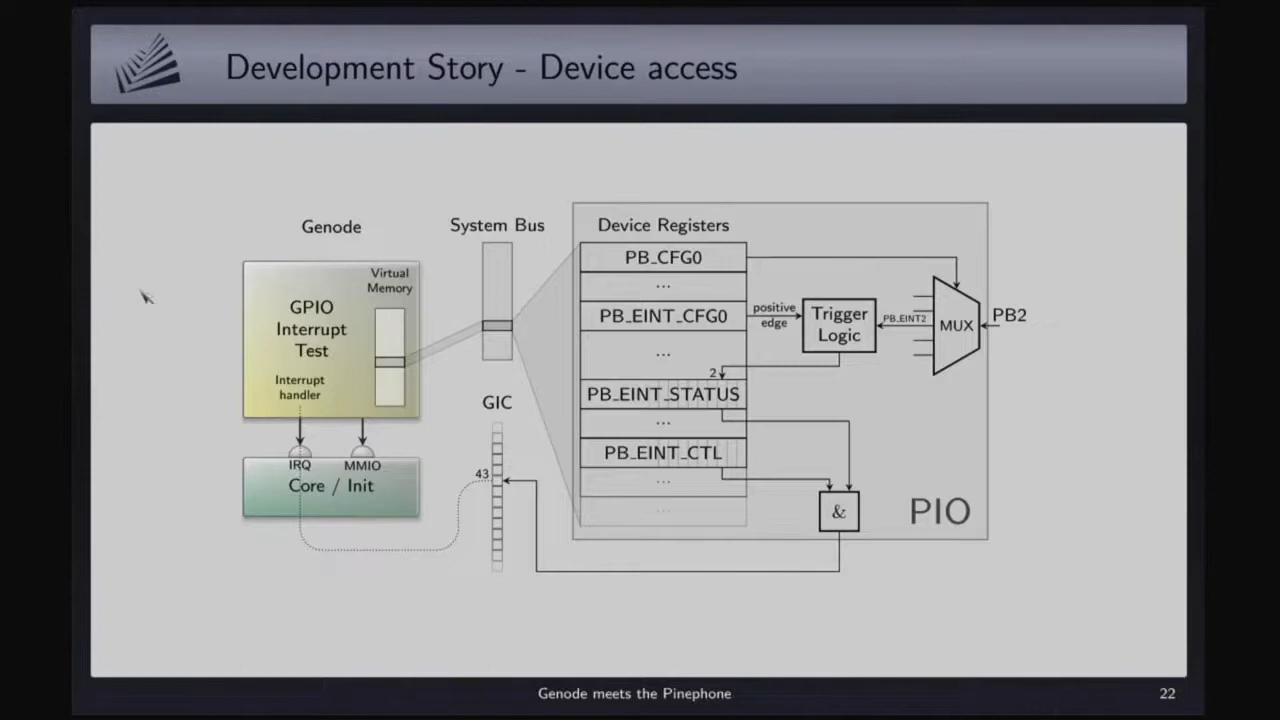 Development Story - Device access
Genode
System Bus
Device Registers
Virtual
Memory
GPIO
Interrupt
Test
Interrupt
handler
IRQ
MMIO
Core / Init
GIC
43
PB_CFG0
...
PB_EINT_CFG0
...
2
PB_EINT_STATUS
...
PB_EINT_CTL
...
...
positive
edge
Trigger
Logic
PB_EINT2
MUX
PB2
&
PIO
Genode meets the Pinephone
22